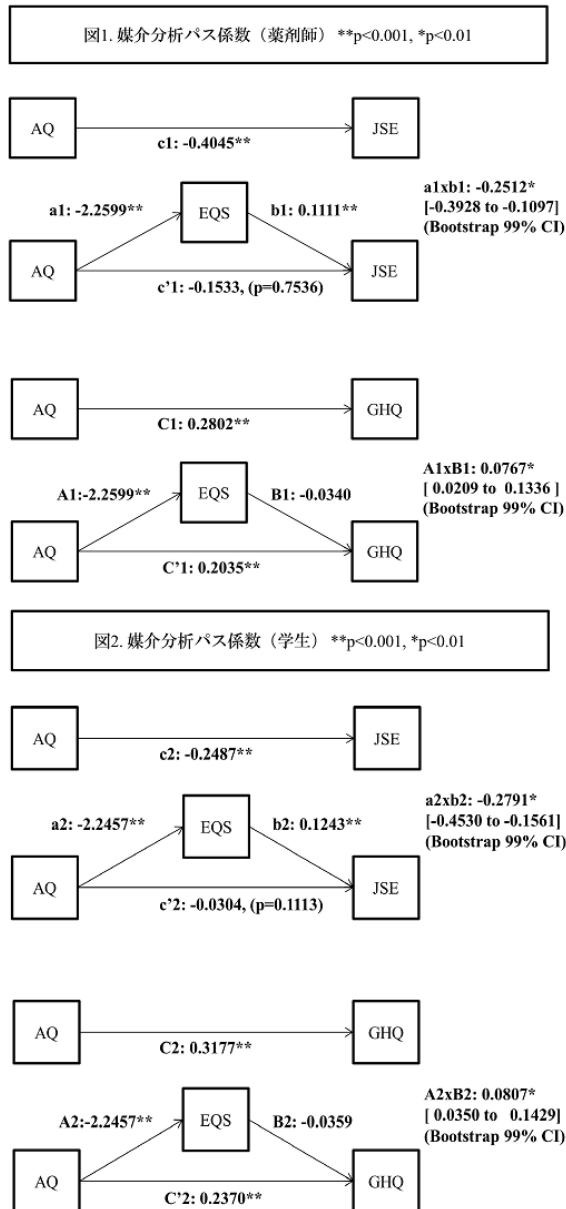 図1. 媒介分析パス係数（薬剤師）**p<0.001, *p<0.01
AQ
JSE
c1: -0.4045**
a1: -2.2599**
EQS
b1: 0.1111**
a1xb1: -0.2512*
[-0.3928 to -0.1097]
(Bootstrap 99% CI)
AQ
JSE
c'1: -0.1533, (p=0.7536)
AQ
GHQ
C1: 0.2802**
A1:-2.2599**
EQS
B1: -0.0340
A1xB1: 0.0767*
[ 0.0209 to 0.1336 ]
(Bootstrap 99% CI)
AQ
GHQ
C'1: 0.2035**
図2. 媒介分析パス係数（学生）**p<0.001, *p<0.01
AQ
JSE
c2: -0.2487**
a2: -2.2457**
EQS
b2: 0.1243**
a2xb2: -0.2791*
[-0.4530 to -0.1561]
(Bootstrap 99% CI)
AQ
JSE
c'2: -0.0304, (p=0.1113)
AQ
GHQ
C2: 0.3177**
A2:-2.2457**
EQS
B2: -0.0359
A2xB2: 0.0807*
[ 0.0350 to 0.1429]
(Bootstrap 99% CI)
AQ
GHQ
C'2: 0.2370**